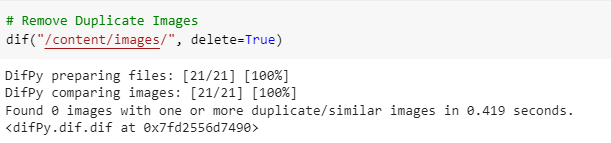 # Remove Duplicate Images
dif("/content/images/", delete=True)
DifPy preparing files: [21/21] [100%]
DifPy comparing images: [21/21] [100%]
Found 0 images with one or more duplicate/similar images in 0.419 seconds.
<difPy.dif.dif at 0x7fd2556d7490>